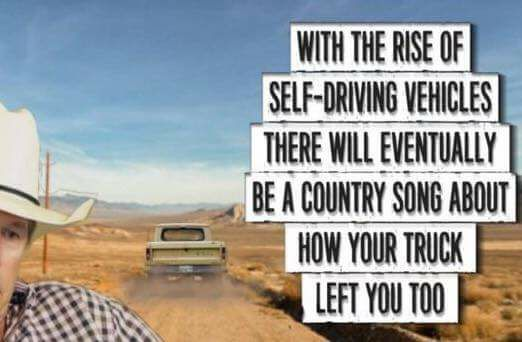 WITH THE RISE OF
SELF-DRIVING VEHICLES
THERE WILL EVENTUALLY
BE A COUNTRY SONG ABOUT
HOW YOUR TRUCK
LEFT YOU TOO